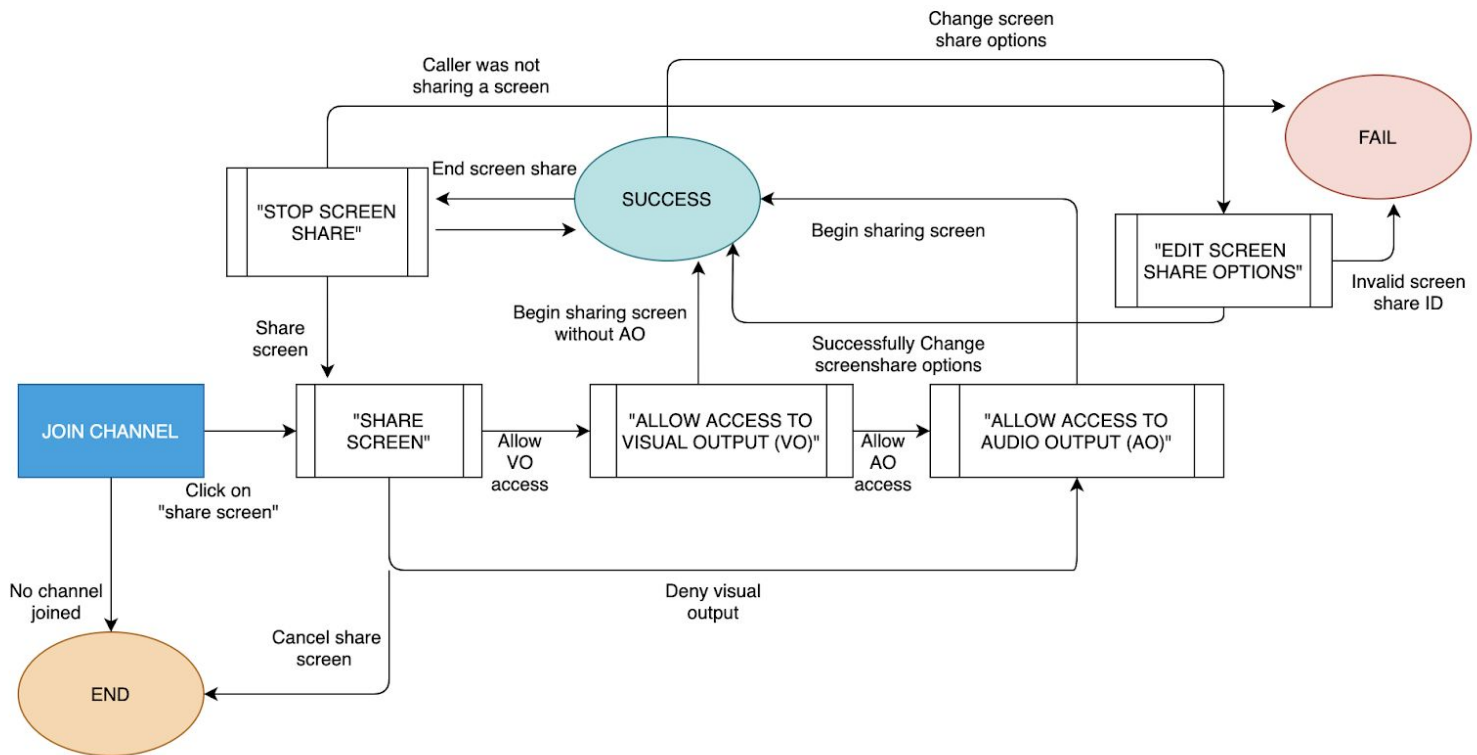 Change screen
share options
Caller was not
sharing a screen
FAIL
End screen share
"STOP SCREEN
SHARE"
SUCCESS
Begin sharing screen
"EDIT SCREEN
SHARE OPTIONS"
Invalid screen
share ID
Share
screen
Begin sharing screen
without AO
Successfully Change
screenshare options
JOIN CHANNEL
"SHARE
SCREEN"
"ALLOW ACCESS TO
VISUAL OUTPUT (VO)"
"ALLOW ACCESS TO
AUDIO OUTPUT (AO)"
Click on
"share screen"
Allow
VO
access
Allow
AO
access
No channel
joined
Cancel share
screen
Deny visual
output
END